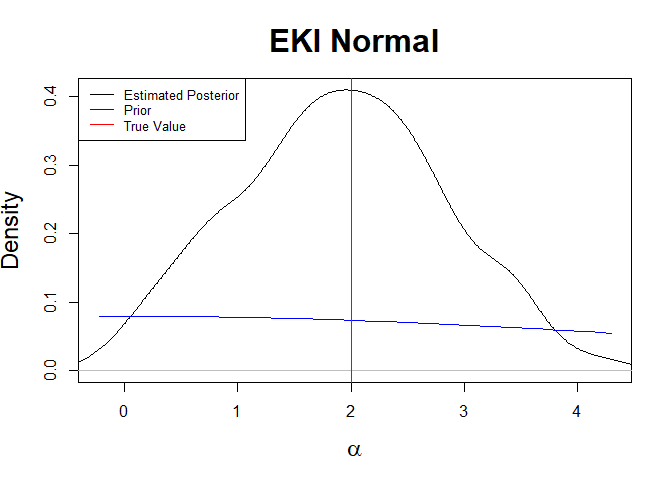 EKI Normal
Estimated Posterior
Prior
True Value
Density
0.4
0.3
0.2
0.1
0.0
0 1 2 3 4
α